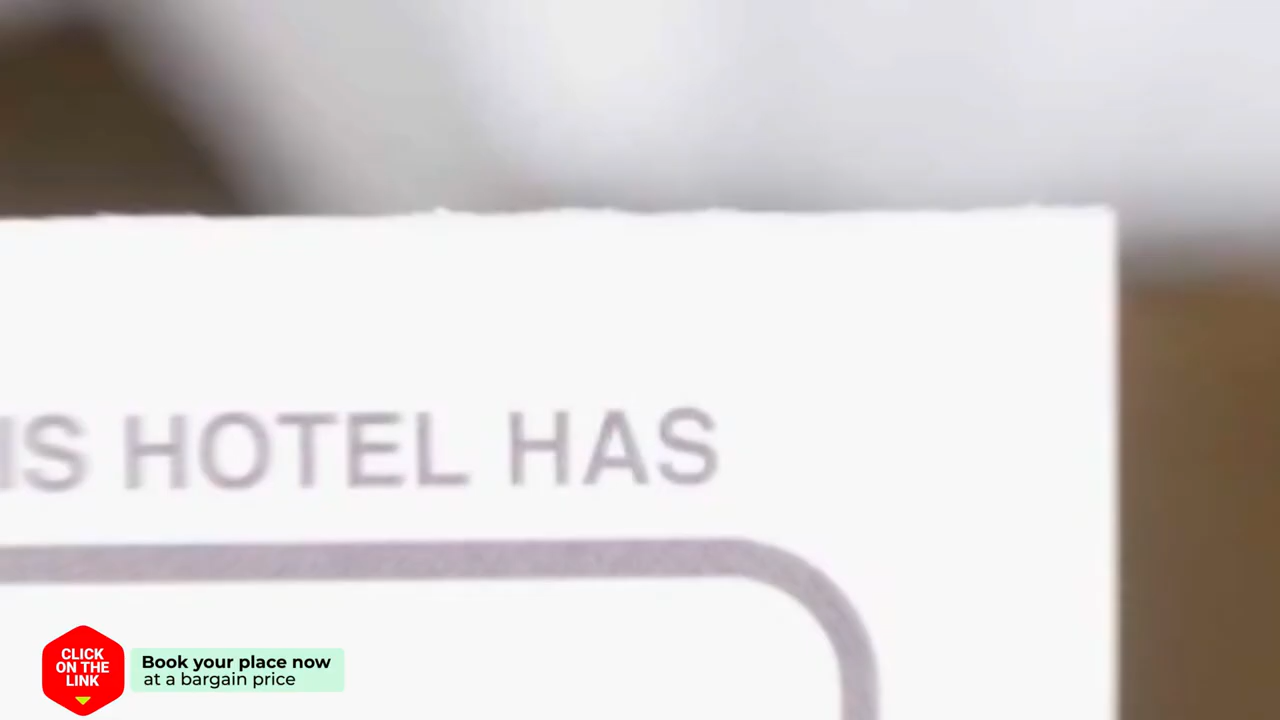 IS HOTEL HAS
CLICK
ON THE
LINK
Book your place now
at a bargain price